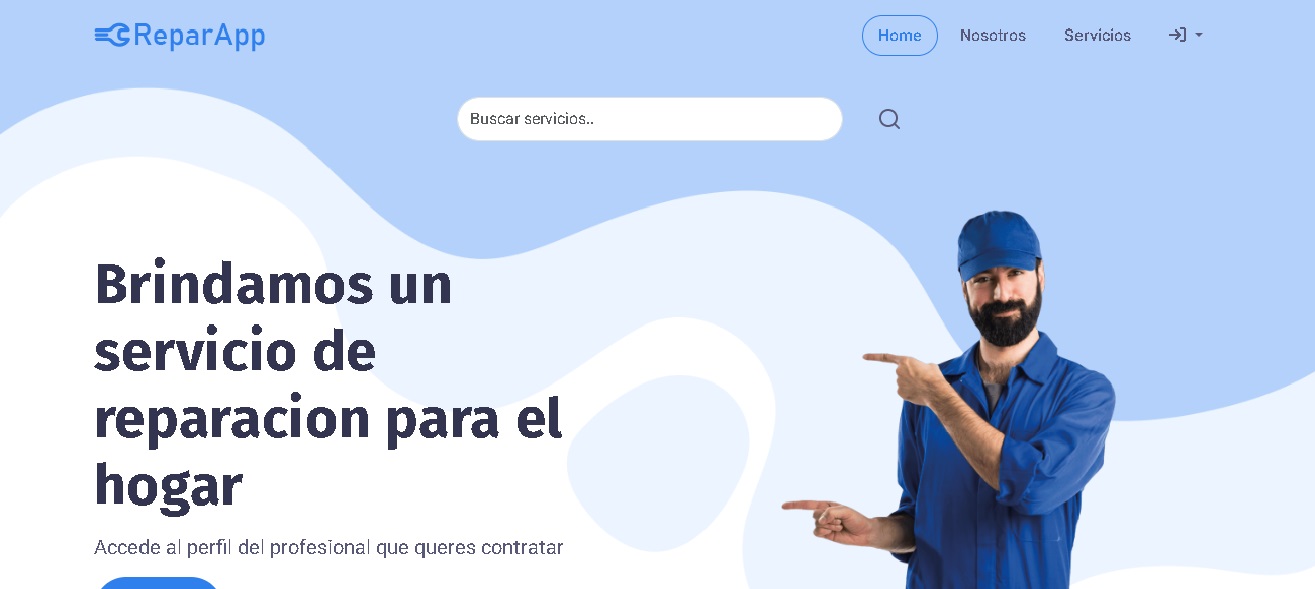 ReparApp
Home Nosotros Servicios
Buscar servicios..
Brindamos un
servicio de
reparacion para el
hogar
Accede al perfil del profesional que queres contratar